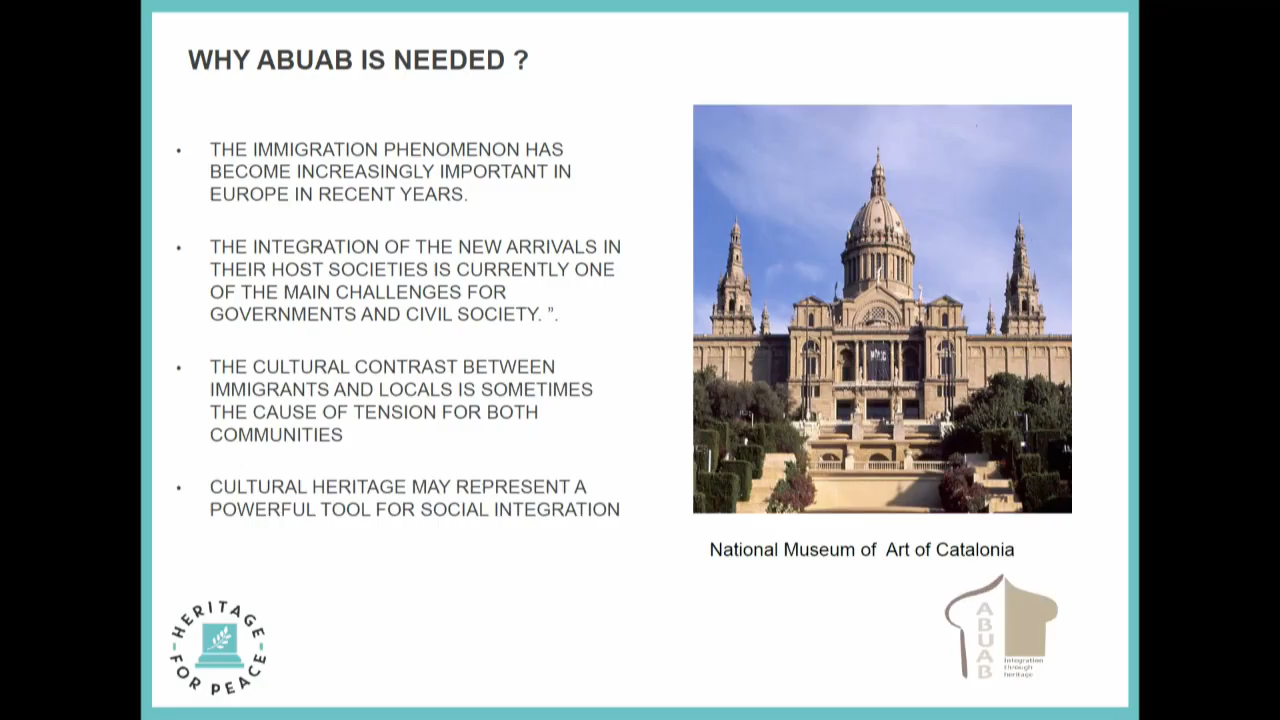 WHY ABUAB IS NEEDED ?
• THE IMMIGRATION PHENOMENON HAS
BECOME INCREASINGLY IMPORTANT IN
EUROPE IN RECENT YEARS.
• THE INTEGRATION OF THE NEW ARRIVALS IN
THEIR HOST SOCIETIES IS CURRENTLY ONE
OF THE MAIN CHALLENGES FOR
GOVERNMENTS AND CIVIL SOCIETY. ”.
• THE CULTURAL CONTRAST BETWEEN
IMMIGRANTS AND LOCALS IS SOMETIMES
THE CAUSE OF TENSION FOR BOTH
COMMUNITIES
• CULTURAL HERITAGE MAY REPRESENT A
POWERFUL TOOL FOR SOCIAL INTEGRATION
National Museum of Art of Catalonia
HERITAGE
FOR PEACE
ABUAB
Integration
through
heritage